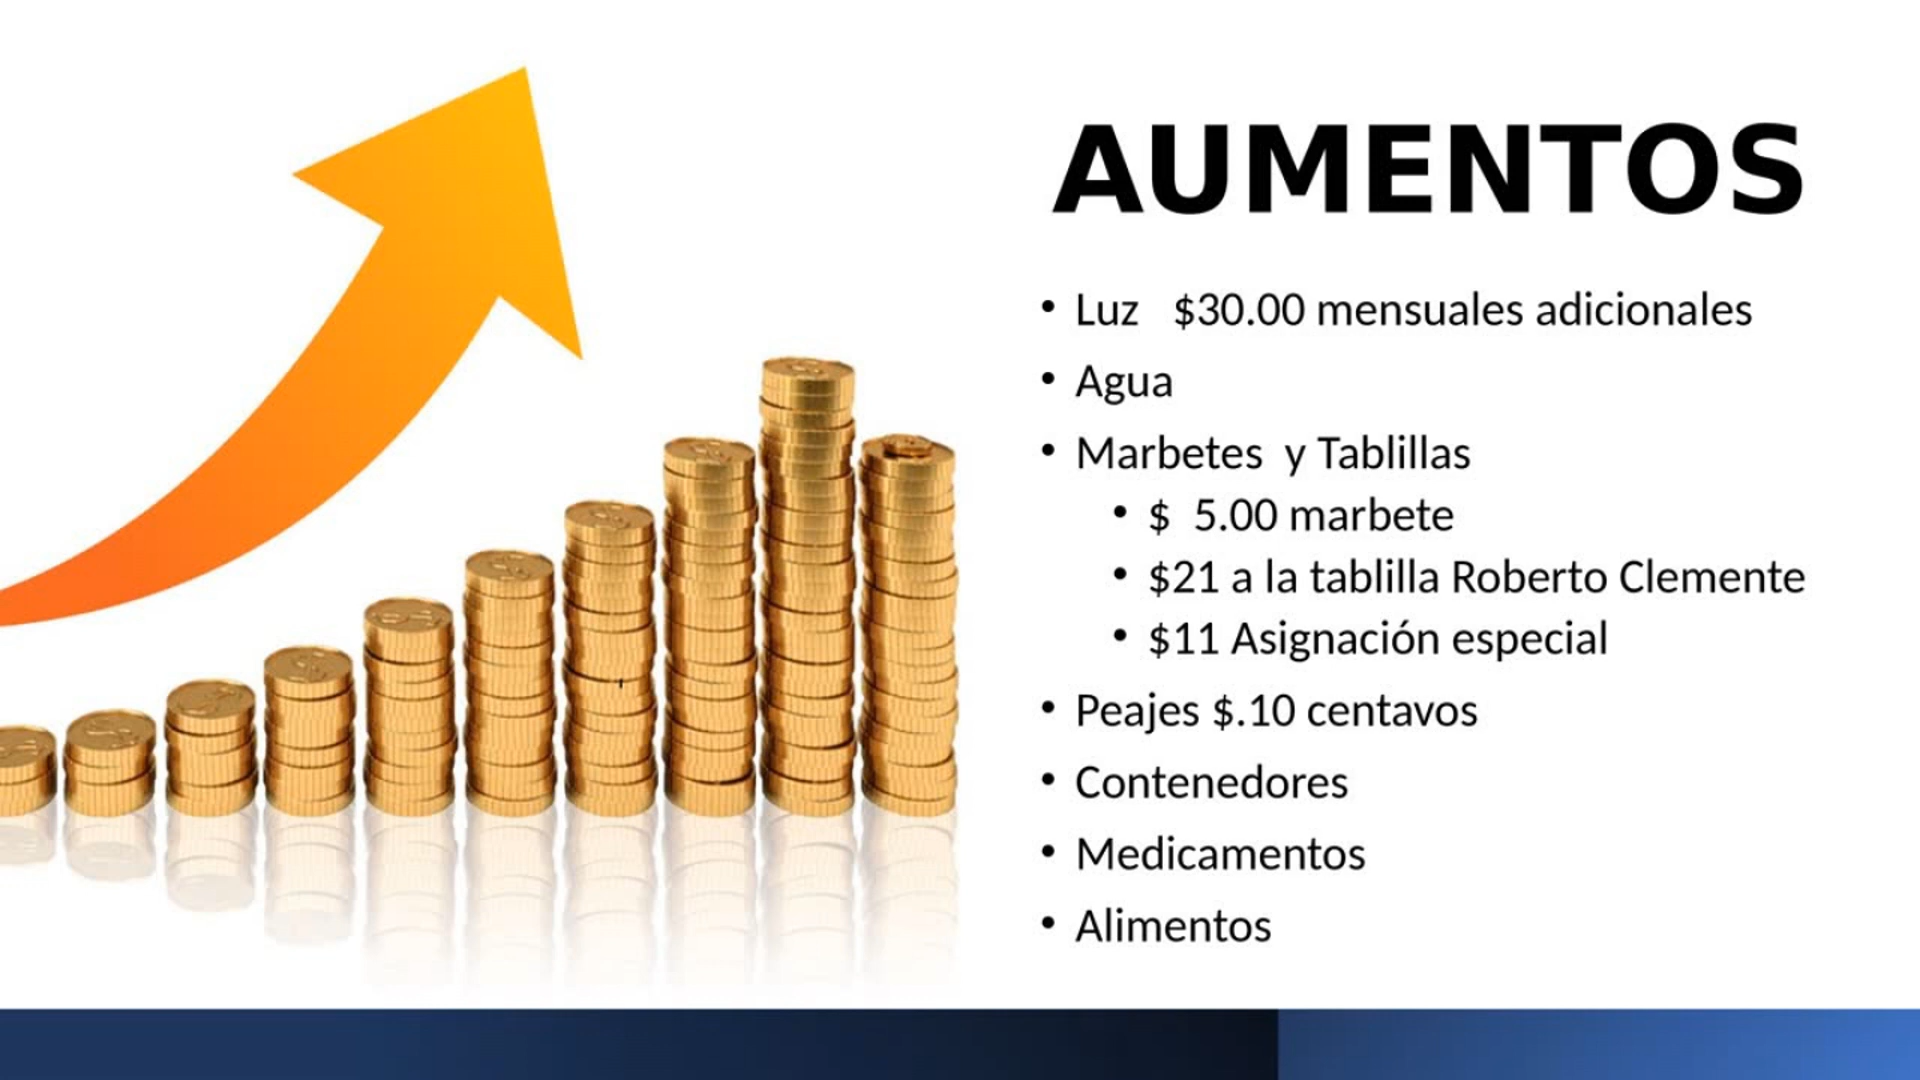 AUMENTOS
• Luz $30.00 mensuales adicionales
• Agua
• Marbetes y Tablillas
• $ 5.00 marbete
• $21 a la tablilla Roberto Clemente
• $11 Asignación especial
• Peajes $.10 centavos
• Contenedores
• Medicamentos
• Alimentos